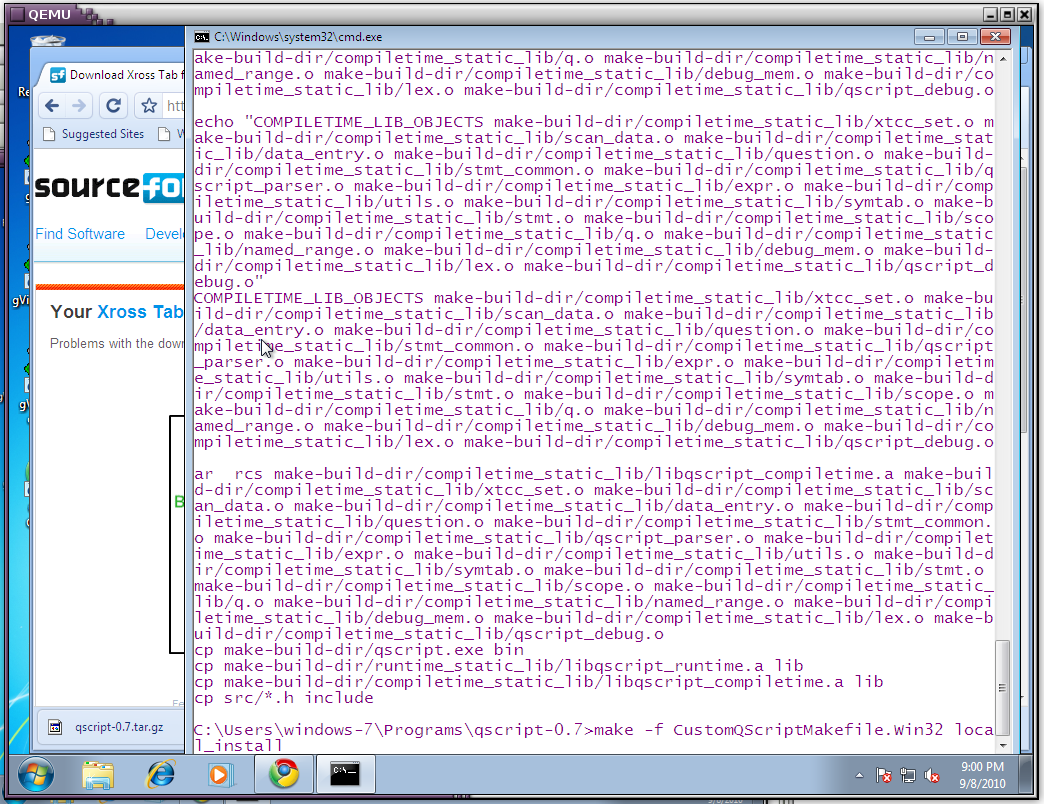 QEMU
C:\Windows\system32\cmd.exe
ake-build-dir/compiletime_static_lib/q.o make-build-dir/compiletime_static_lib/n
amed_range.o make-build-dir/compiletime_static_lib/debug_mem.o make-build-dir/co
mpiletime_static_lib/lex.o make-build-dir/compiletime_static_lib/qscript_debug.o
echo "COMPILETIME_LIB_OBJECTS make-build-dir/compiletime_static_lib/xtcc_set.o m
ake-build-dir/compiletime_static_lib/scan_data.o make-build-dir/compiletime_stat
ic_lib/data_entry.o make-build-dir/compiletime_static_lib/question.o make-build-
dir/compiletime_static_lib/stmt_common.o make-build-dir/compiletime_static_lib/q
script_parser.o make-build-dir/compiletime_static_lib/expr.o make-build-dir/comp
iletime_static_lib/utils.o make-build-dir/compiletime_static_lib/symtab.o make-b
uild-dir/compiletime_static_lib/stmt.o make-build-dir/compiletime_static_lib/sco
pe.o make-build-dir/compiletime_static_lib/q.o make-build-dir/compiletime_static
_lib/named_range.o make-build-dir/compiletime_static_lib/debug_mem.o make-build-
dir/compiletime_static_lib/lex.o make-build-dir/compiletime_static_lib/qscript_d
ebug.o"
COMPILETIME_LIB_OBJECTS make-build-dir/compiletime_static_lib/xtcc_set.o make-bu
ild-dir/compiletime_static_lib/scan_data.o make-build-dir/compiletime_static_lib
/data_entry.o make-build-dir/compiletime_static_lib/question.o make-build-dir/co
mpiletime_static_lib/stmt_common.o make-build-dir/compiletime_static_lib/qscript
_parser.o make-build-dir/compiletime_static_lib/expr.o make-build-dir/compiletim
e_static_lib/utils.o make-build-dir/compiletime_static_lib/symtab.o make-build-d
ir/compiletime_static_lib/stmt.o make-build-dir/compiletime_static_lib/scope.o m
ake-build-dir/compiletime_static_lib/q.o make-build-dir/compiletime_static_lib/n
amed_range.o make-build-dir/compiletime_static_lib/debug_mem.o make-build-dir/co
mpiletime_static_lib/lex.o make-build-dir/compiletime_static_lib/qscript_debug.o
ar rcs make-build-dir/compiletime_static_lib/libqscript_compiletime.a make-buil
d-dir/compiletime_static_lib/xtcc_set.o make-build-dir/compiletime_static_lib/sc
an_data.o make-build-dir/compiletime_static_lib/data_entry.o make-build-dir/comp
iletime_static_lib/question.o make-build-dir/compiletime_static_lib/stmt_common.
o make-build-dir/compiletime_static_lib/qscript_parser.o make-build-dir/compilet
ime_static_lib/expr.o make-build-dir/compiletime_static_lib/utils.o make-build-d
ir/compiletime_static_lib/symtab.o make-build-dir/compiletime_static_lib/stmt.o
make-build-dir/compiletime_static_lib/scope.o make-build-dir/compiletime_static_
lib/q.o make-build-dir/compiletime_static_lib/named_range.o make-build-dir/compi
letime_static_lib/debug_mem.o make-build-dir/compiletime_static_lib/lex.o make-b
uild-dir/compiletime_static_lib/qscript_debug.o
cp make-build-dir/qscript.exe bin
cp make-build-dir/runtime_static_lib/libqscript_runtime.a lib
cp make-build-dir/compiletime_static_lib/libqscript_compiletime.a lib
cp src/*.h include
C:\Users\windows-7\Programs\qscript-0.7>make -f CustomQScriptMakefile.Win32 loca
l_install
Download Xross Tab f
htt
Suggested Sites
sourcefo
Find Software Devel
Your Xross Tab
Problems with the down
B
qscript-0.7.tar.gz
9:00 PM
9/8/2010